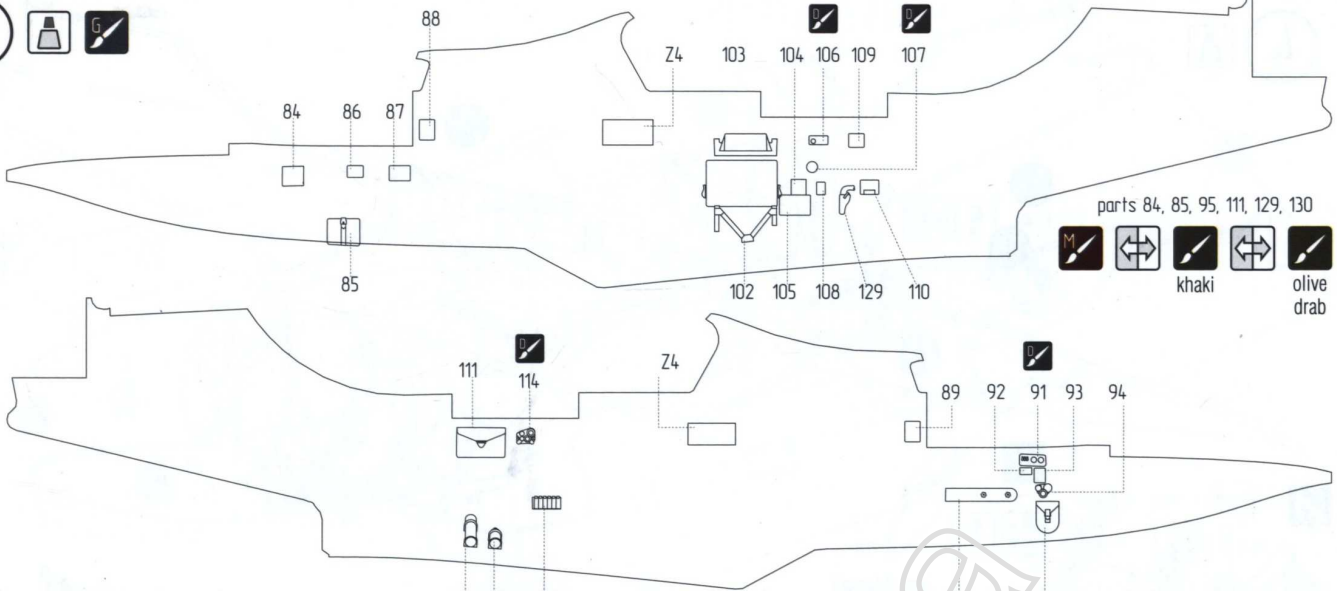 G
88
D
D
Z4 103 104 106 109 107
84 86 87
parts 84, 85, 95, 111, 129, 130
M
khaki
olive
drab
85
102 105 108 129 110
D
D
111 114 Z4
89 92 91 93 94